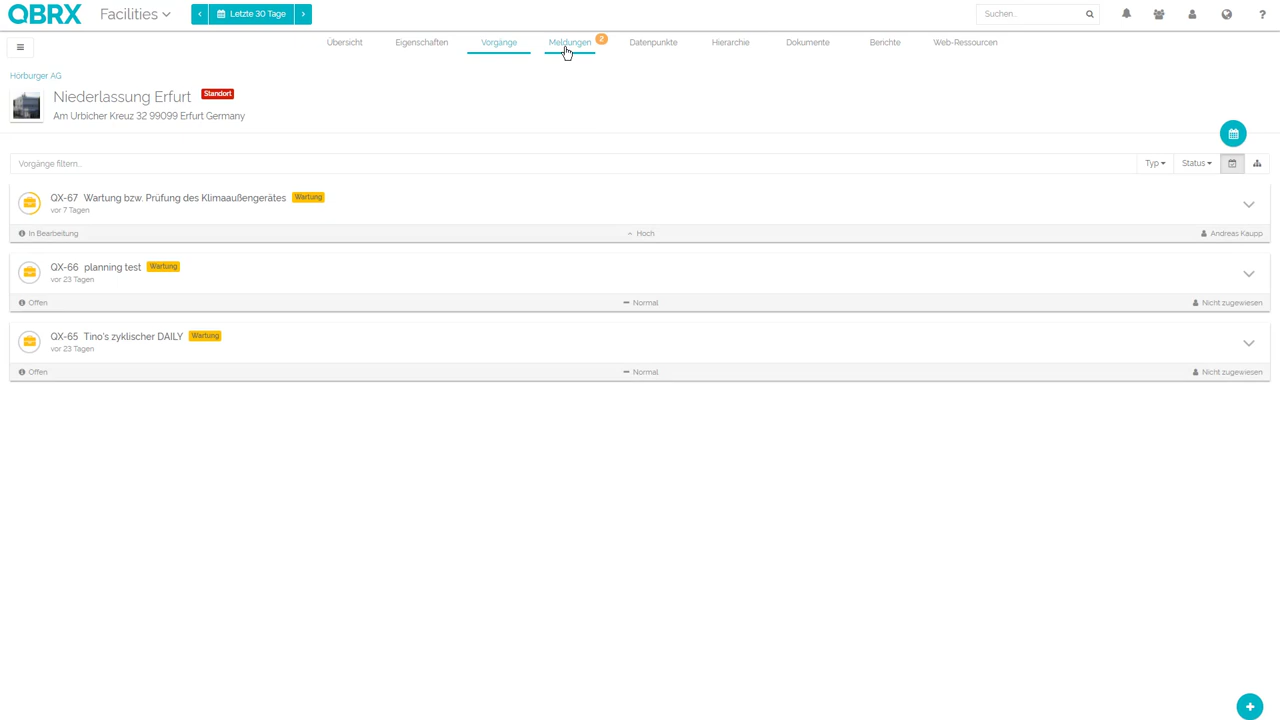 QBRX Facilities Letzte 30 Tage Suchen...
Übersicht Eigenschaften Vorgänge Meldungen 2 Datenpunkte Hierarchie Dokumente Berichte Web-Ressourcen
Hörburger AG
Niederlassung Erfurt Standort
Am Urbicher Kreuz 32 99099 Erfurt Germany
Vorgänge filtern... Typ Status
QX-67 Wartung bzw. Prüfung des Klimaaußengerätes Wartung
vor 7 Tagen
In Bearbeitung Hoch Andreas Kaupp
QX-66 planning test Wartung
vor 23 Tagen
Offen Normal Nicht zugewiesen
QX-65 Tino's zyklischer DAILY Wartung
vor 23 Tagen
Offen Normal Nicht zugewiesen